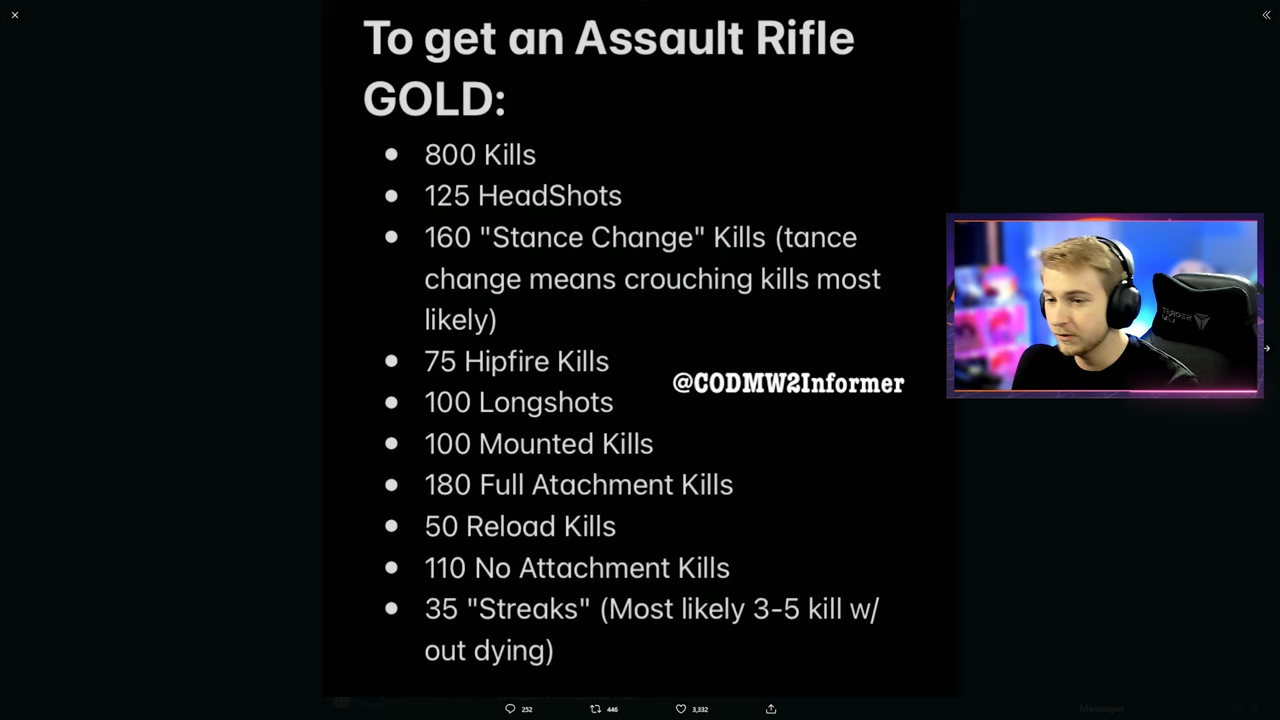 To get an Assault Rifle
GOLD:
• 800 Kills
• 125 HeadShots
• 160 "Stance Change" Kills (tance
change means crouching kills most
likely)
• 75 Hipfire Kills
@CODMW2Informer
• 100 Longshots
• 100 Mounted Kills
• 180 Full Atachment Kills
• 50 Reload Kills
• 110 No Attachment Kills
• 35 "Streaks" (Most likely 3-5 kill w/
out dying)
252 446 3,332
Messages